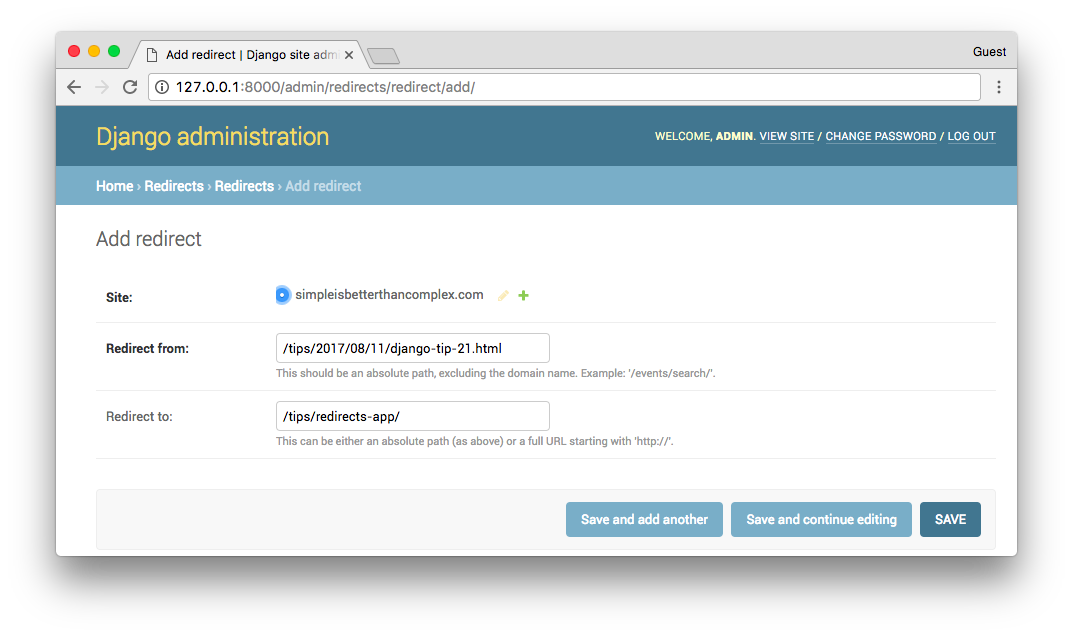 Add redirect | Django site adm
Guest
127.0.0.1:8000/admin/redirects/redirect/add/
Django administration
WELCOME, ADMIN. VIEW SITE / CHANGE PASSWORD / LOG OUT
Home › Redirects › Redirects › Add redirect
Add redirect
Site:
simpleisbetterthancomplex.com
Redirect from:
/tips/2017/08/11/django-tip-21.html
This should be an absolute path, excluding the domain name. Example: '/events/search/'.
Redirect to:
/tips/redirects-app/
This can be either an absolute path (as above) or a full URL starting with 'http://'.
Save and add another
Save and continue editing
SAVE